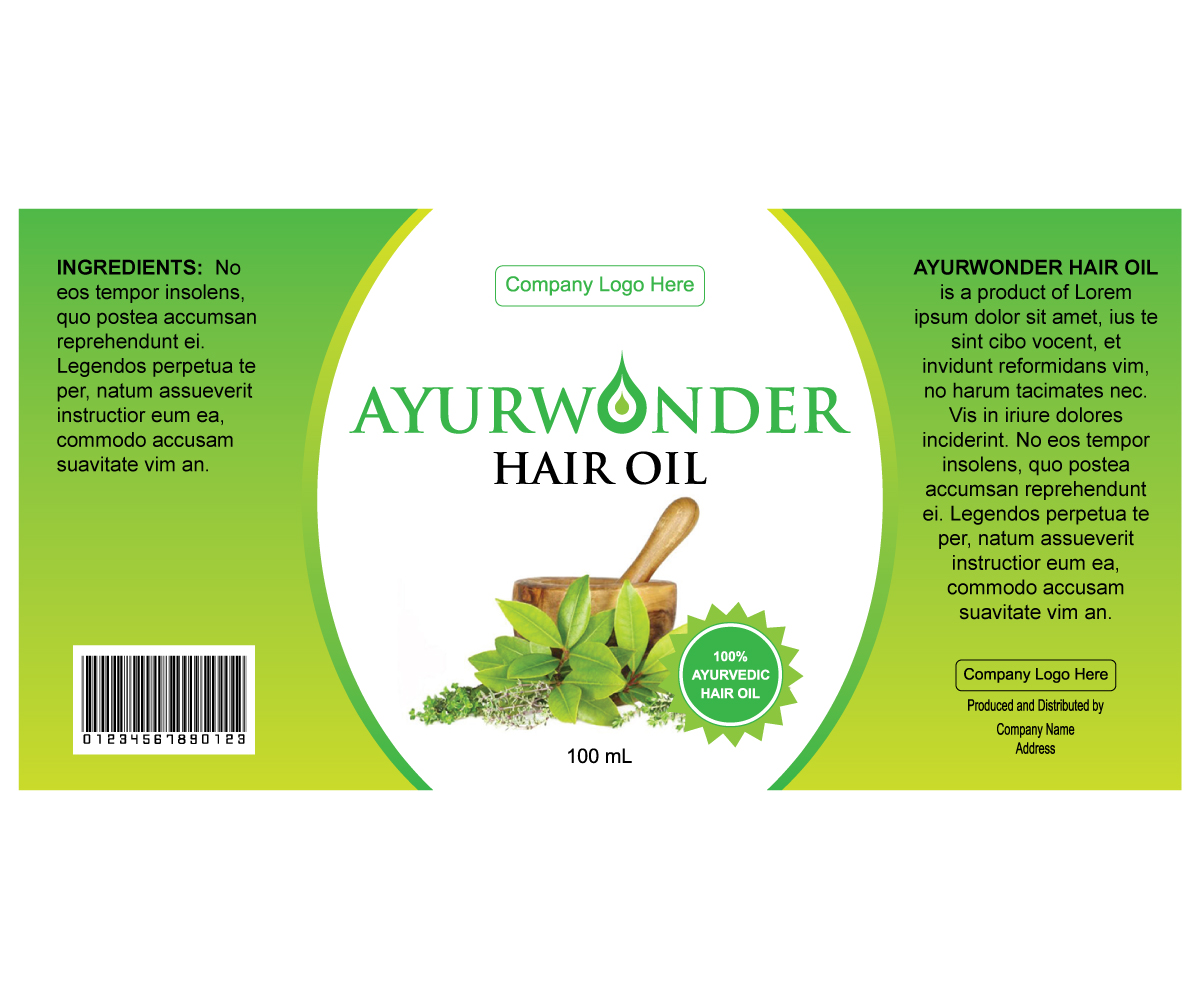 INGREDIENTS: No
eos tempor insolens,
quo postea accumsan
reprehendunt ei.
Legendos perpetua te
per, natum assueverit
instructior eum ea,
commodo accusam
suavitate vim an.
01234567890123
Company Logo Here
AYURWONDER
HAIR OIL
100%
AYURVEDIC
HAIR OIL
100 mL
AYURWONDER HAIR OIL
is a product of Lorem
ipsum dolor sit amet, ius te
sint cibo vocent, et
invidunt reformidans vim,
no harum tacimates nec.
Vis in iriure dolores
inciderint. No eos tempor
insolens, quo postea
accumsan reprehendunt
ei. Legendos perpetua te
per, natum assueverit
instructior eum ea,
commodo accusam
suavitate vim an.
Company Logo Here
Produced and Distributed by
Company Name
Address